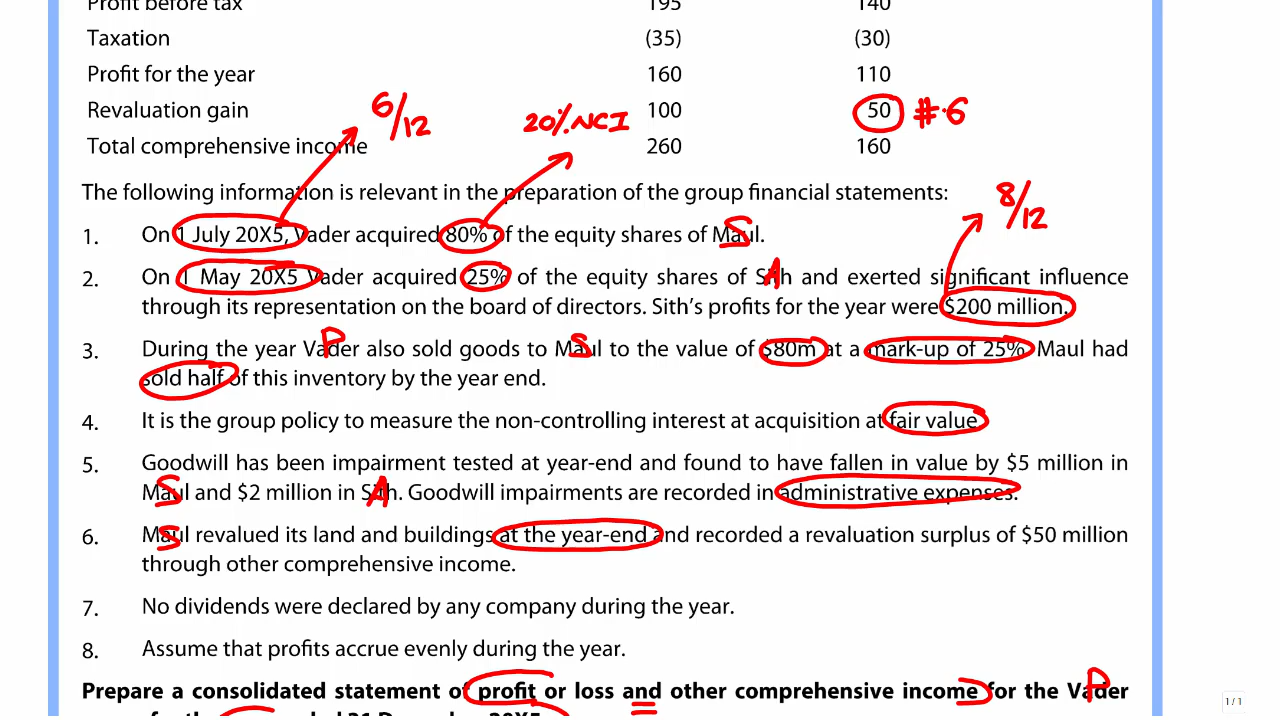 Profit before tax 195 140
Taxation (35) (30)
Profit for the year 160 110
Revaluation gain 100 50 #.6
6/12
20% NCI
Total comprehensive income 260 160
The following information is relevant in the preparation of the group financial statements:
8/12
1. On 1 July 20X5, Vader acquired 80% of the equity shares of Maul.
S
2. On 1 May 20X5 Vader acquired 25% of the equity shares of Sith and exerted significant influence
A
through its representation on the board of directors. Sith's profits for the year were $200 million.
P S
3. During the year Vader also sold goods to Maul to the value of $80m at a mark-up of 25%. Maul had
sold half of this inventory by the year end.
4. It is the group policy to measure the non-controlling interest at acquisition at fair value.
5. Goodwill has been impairment tested at year-end and found to have fallen in value by $5 million in
Maul and $2 million in Sith. Goodwill impairments are recorded in administrative expenses.
S A
6. Maul revalued its land and buildings at the year-end and recorded a revaluation surplus of $50 million
S
through other comprehensive income.
7. No dividends were declared by any company during the year.
8. Assume that profits accrue evenly during the year.
Prepare a consolidated statement of profit or loss and other comprehensive income for the Vader
P
1 / 1